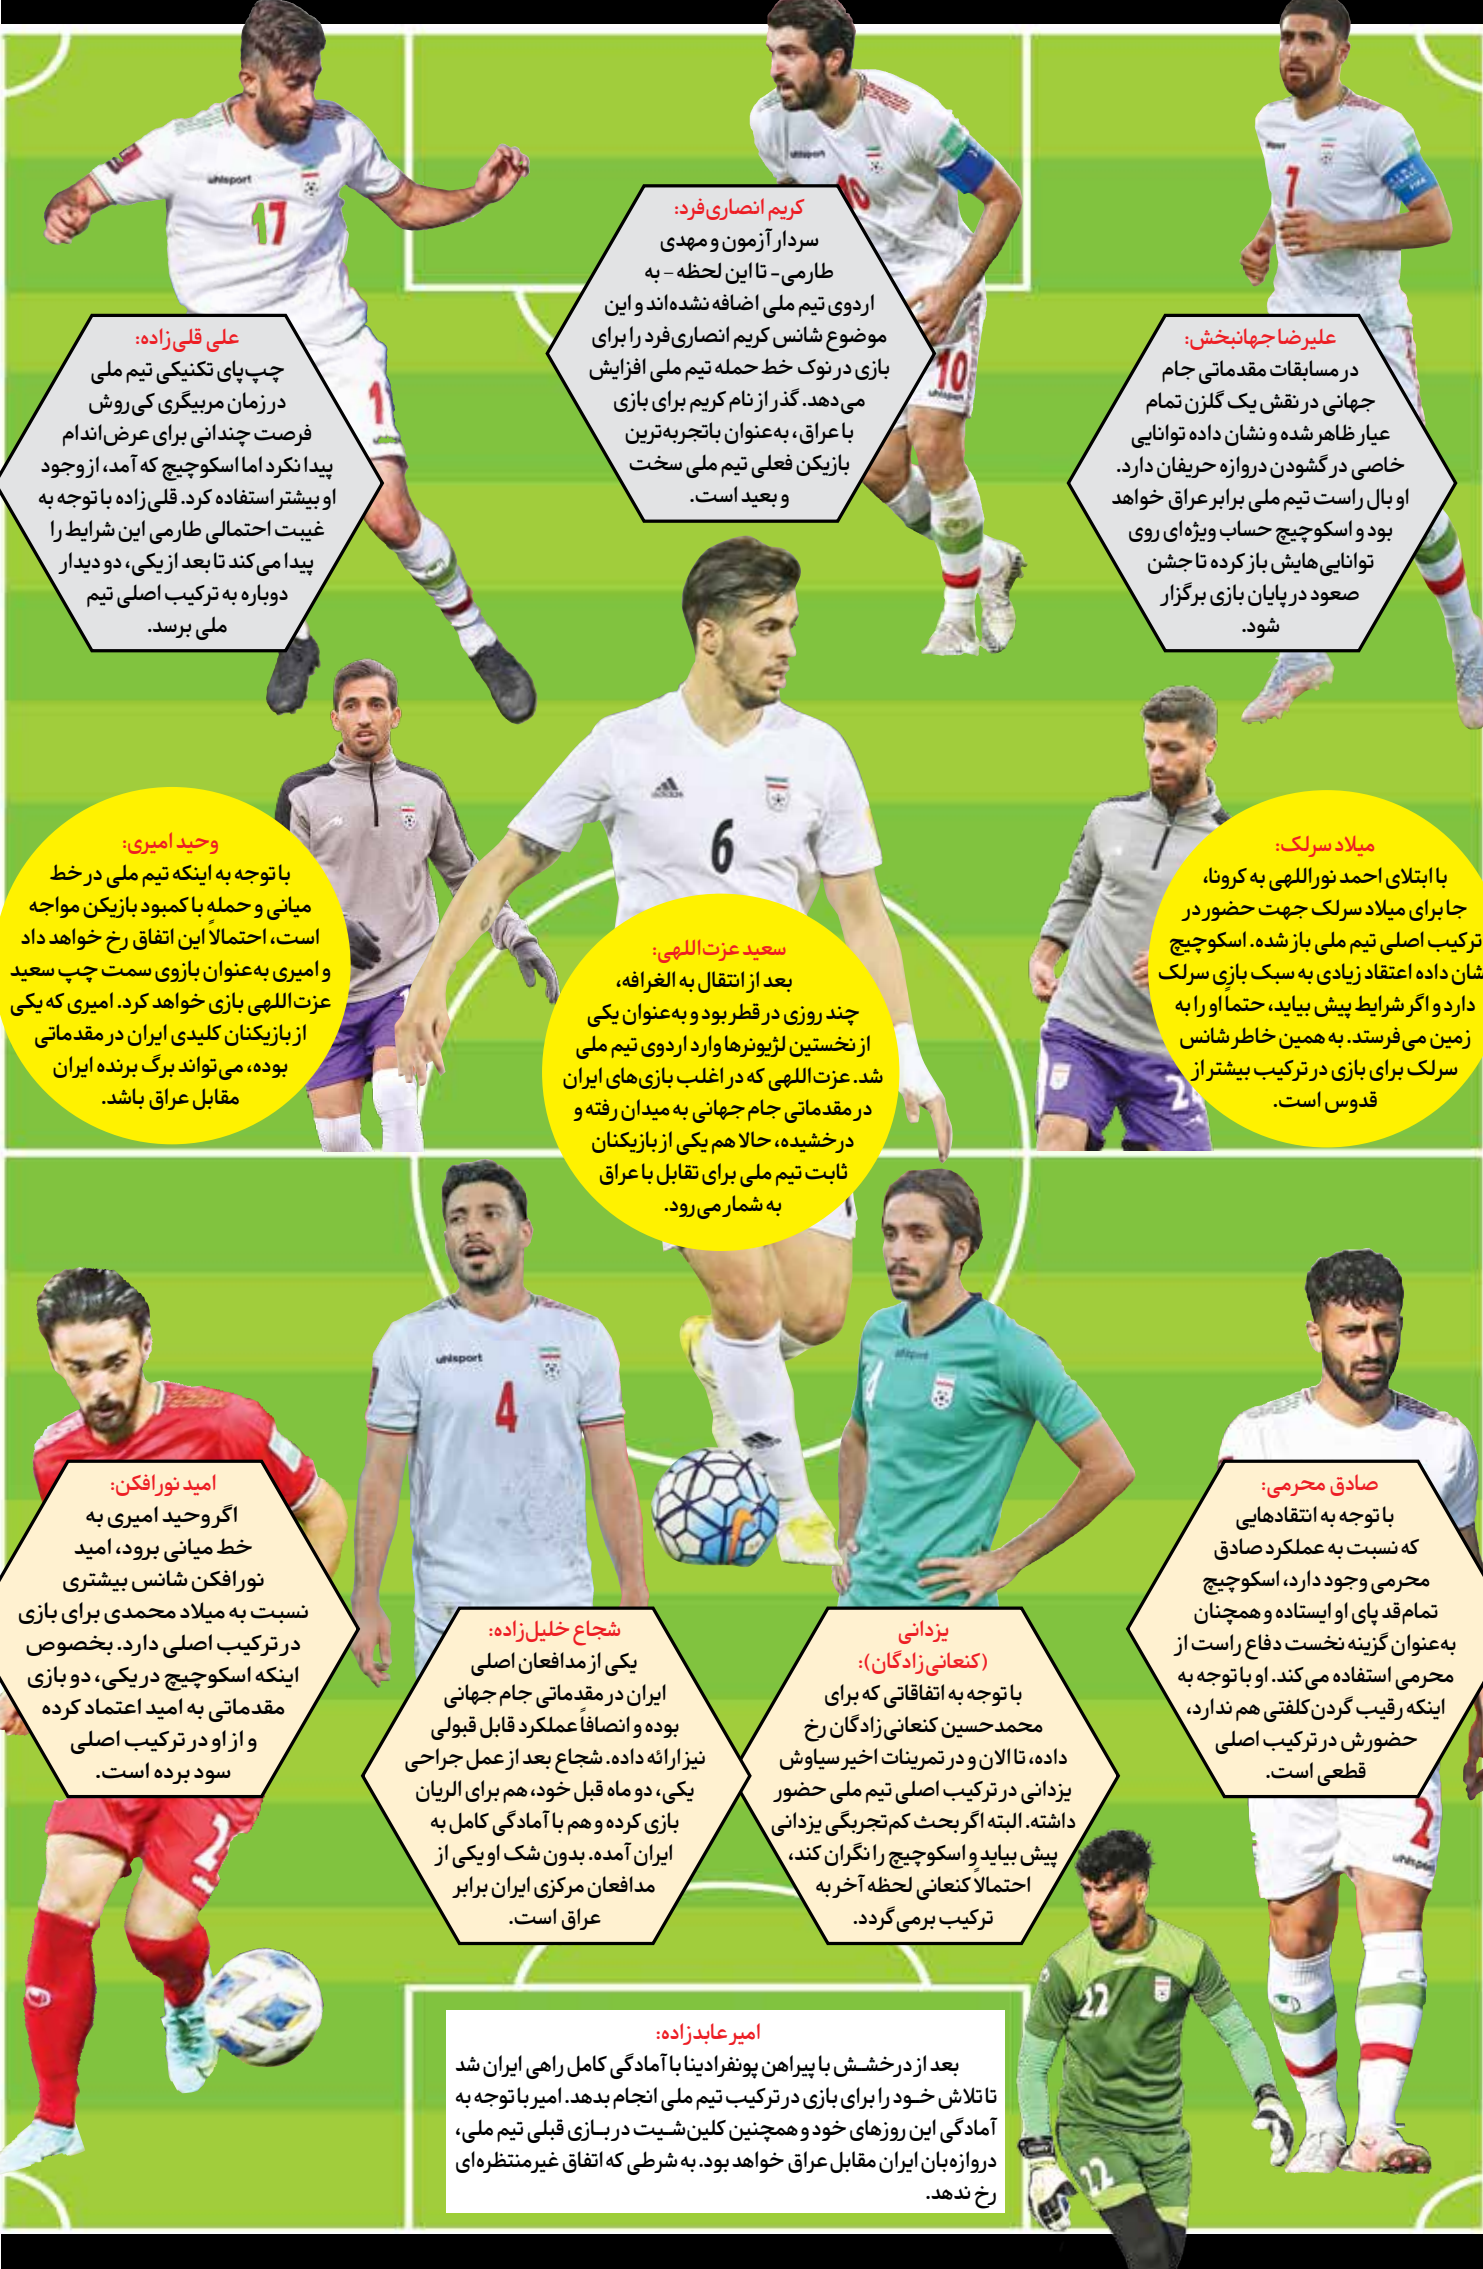 علیرضا جهانبخش:
در مسابقات مقدماتی جام
جهانی در نقش یک گلزن تمام
عیار ظاهر شده و نشان داده توانایی
خاصی در گشودن دروازه حریفان دارد.
او بال راست تیم ملی برابر عراق خواهد
بود و اسکوچیچ حساب ویژه‌ای روی
توانایی‌هایش باز کرده تا جشن
صعود در پایان بازی برگزار
شود.
کریم انصاری‌فرد:
سردار آزمون و مهدی
طارمی- تا این لحظه - به
اردوی تیم ملی اضافه نشده‌اند و این
موضوع شانس کریم انصاری‌فرد را برای
بازی در نوک خط حمله تیم ملی افزایش
می‌دهد. گذر از نام کریم برای بازی
با عراق، به‌عنوان باتجربه‌ترین
بازیکن فعلی تیم ملی سخت
و بعید است.
علی قلی‌زاده:
چپ‌پای تکنیکی تیم ملی
در زمان مربیگری کی‌روش
فرصت چندانی برای عرض‌اندام
پیدا نکرد اما اسکوچیچ که آمد، از وجود
او بیشتر استفاده کرد. قلی‌زاده با توجه به
غیبت احتمالی طارمی این شرایط را
پیدا می‌کند تا بعد از یکی، دو دیدار
دوباره به ترکیب اصلی تیم
ملی برسد.
uhlsport
17
1
uhlsport
10
10
uhlsport
7
میلاد سرلک:
با ابتلای احمد نوراللهی به کرونا،
جا برای میلاد سرلک جهت حضور در
ترکیب اصلی تیم ملی باز شده. اسکوچیچ
شان داده اعتقاد زیادی به سبک بازی سرلک
دارد و اگر شرایط پیش بیاید، حتماً او را به
زمین می‌فرستد. به همین خاطر شانس
سرلک برای بازی در ترکیب بیشتر از
قدوس است.
سعید عزت‌اللهی:
بعد از انتقال به الغرافه،
چند روزی در قطر بود و به‌عنوان یکی
از نخستین لژیونرها وارد اردوی تیم ملی
شد. عزت‌اللهی که در اغلب بازی‌های ایران
در مقدماتی جام جهانی به میدان رفته و
درخشیده، حالا هم یکی از بازیکنان
ثابت تیم ملی برای تقابل با عراق
به شمار می‌رود.
وحید امیری:
با توجه به اینکه تیم ملی در خط
میانی و حمله با کمبود بازیکن مواجه
است، احتمالاً این اتفاق رخ خواهد داد
و امیری به‌عنوان بازوی سمت چپ سعید
عزت‌اللهی بازی خواهد کرد. امیری که یکی
از بازیکنان کلیدی ایران در مقدماتی
بوده، می‌تواند برگ برنده ایران
مقابل عراق باشد.
6
صادق محرمی:
با توجه به انتقادهایی
که نسبت به عملکرد صادق
محرمی وجود دارد، اسکوچیچ
تمام‌قد پای او ایستاده و همچنان
به‌عنوان گزینه نخست دفاع راست از
محرمی استفاده می‌کند. او با توجه به
اینکه رقیب گردن‌کلفتی هم ندارد،
حضورش در ترکیب اصلی
قطعی است.
یزدانی
(کنعانی‌زادگان):
با توجه به اتفاقاتی که برای
محمدحسین کنعانی‌زادگان رخ
داده، تا الان و در تمرینات اخیر سیاوش
یزدانی در ترکیب اصلی تیم ملی حضور
داشته. البته اگر بحث کم‌تجربگی یزدانی
پیش بیاید و اسکوچیچ را نگران کند،
احتمالاً کنعانی لحظه آخر به
ترکیب برمی‌گردد.
شجاع خلیل‌زاده:
یکی از مدافعان اصلی
ایران در مقدماتی جام جهانی
بوده و انصافاً عملکرد قابل قبولی
نیز ارائه داده. شجاع بعد از عمل جراحی
یکی، دو ماه قبل خود، هم برای الریان
بازی کرده و هم با آمادگی کامل به
ایران آمده. بدون شک او یکی از
مدافعان مرکزی ایران برابر
عراق است.
امید نورافکن:
اگر وحید امیری به
خط میانی برود، امید
نورافکن شانس بیشتری
نسبت به میلاد محمدی برای بازی
در ترکیب اصلی دارد. بخصوص
اینکه اسکوچیچ در یکی، دو بازی
مقدماتی به امید اعتماد کرده
و از او در ترکیب اصلی
سود برده است.
uhlsport
4
uhlsport
4
2
2
22
22
امیر عابدزاده:
بعد از درخشش با پیراهن پونفرادینا با آمادگی کامل راهی ایران شد
تا تلاش خود را برای بازی در ترکیب تیم ملی انجام بدهد. امیر با توجه به
آمادگی این روزهای خود و همچنین کلین‌شیت در بازی قبلی تیم ملی،
دروازه‌بان ایران مقابل عراق خواهد بود. به شرطی که اتفاق غیرمنتظره‌ای
رخ ندهد.